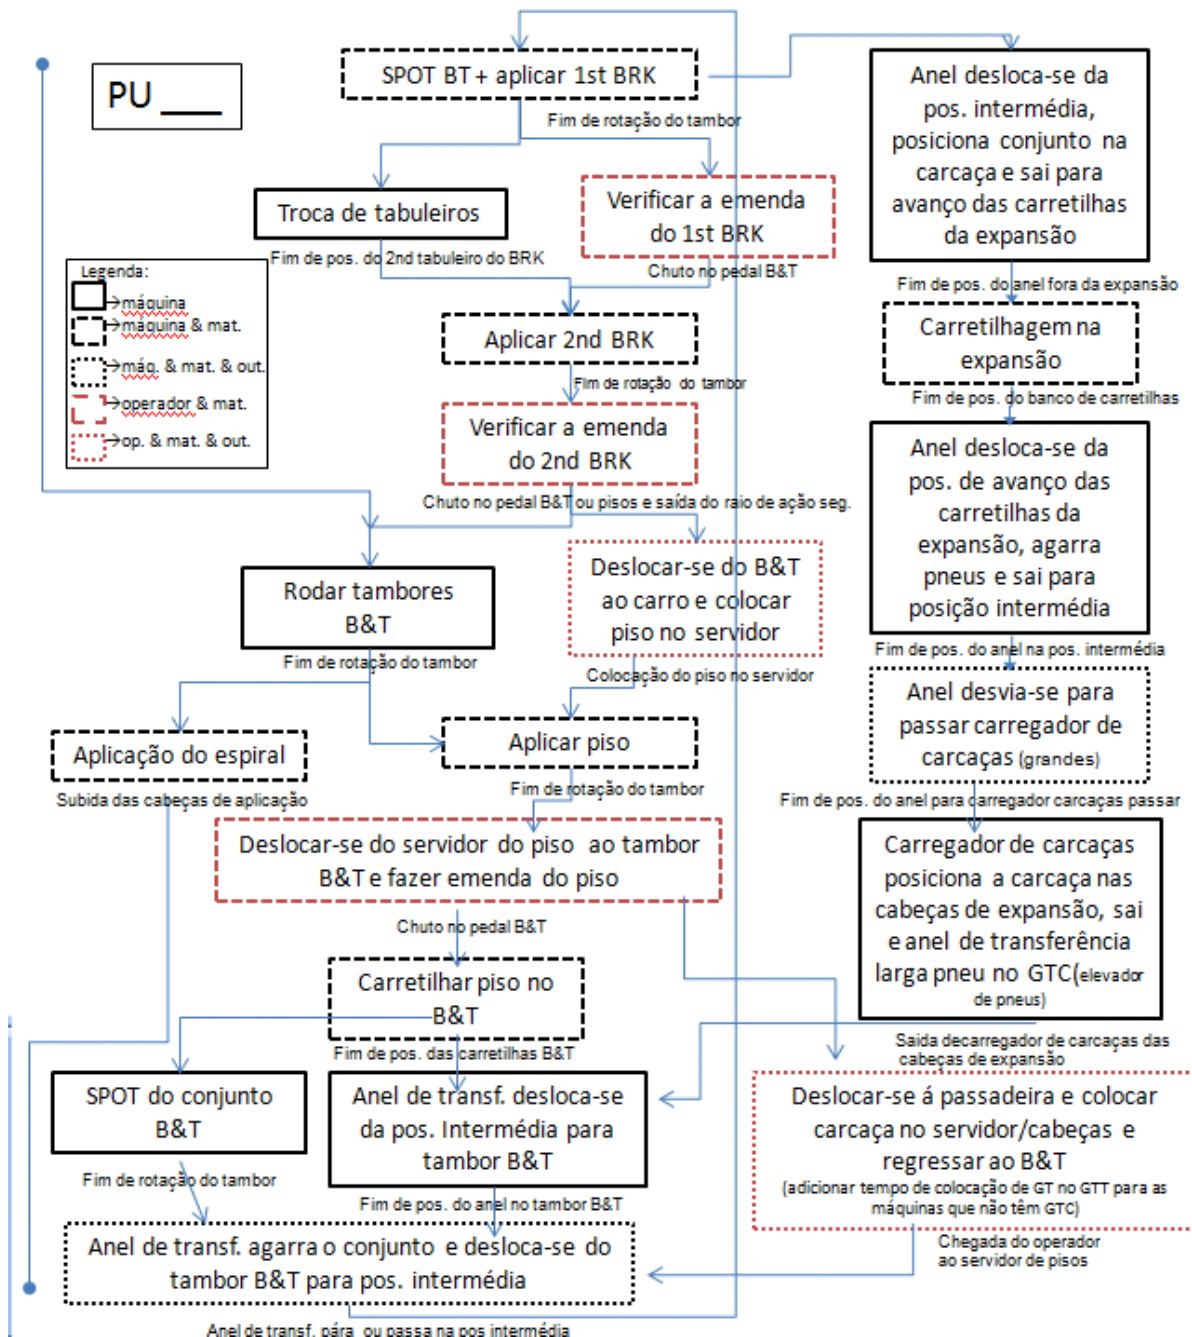 PU ___
SPOT BT + aplicar 1st BRK
Fim de rotação do tambor
Anel desloca-se da
pos. intermédia,
posiciona conjunto na
carcaça e sai para
avanço das carretilhas
da expansão
Fim de pos. do anel fora da expansão
Troca de tabuleiros
Fim de pos. do 2nd tabuleiro do BRK
Verificar a emenda
do 1st BRK
Chuto no pedal B&T
Legenda:
máquina
máquina & mat.
máq. & mat. & out.
operador & mat.
op. & mat. & out.
Aplicar 2nd BRK
Fim de rotação do tambor
Carretilhagem na
expansão
Fim de pos. do banco de carretilhas
Verificar a emenda
do 2nd BRK
Chuto no pedal B&T ou pisos e saída do raio de ação seg.
Anel desloca-se da
pos. de avanço das
carretilhas da
expansão, agarra
pneus e sai para
posição intermédia
Fim de pos. do anel na pos. intermédia
Rodar tambores
B&T
Fim de rotação do tambor
Deslocar-se do B&T
ao carro e colocar
piso no servidor
Colocação do piso no servidor
Anel desvia-se para
passar carregador de
carcaças (grandes)
Fim de pos. do anel para carregador carcaças passar
Aplicação do espiral
Subida das cabeças de aplicação
Aplicar piso
Fim de rotação do tambor
Deslocar-se do servidor do piso ao tambor
B&T e fazer emenda do piso
Chuto no pedal B&T
Carregador de carcaças
posiciona a carcaça nas
cabeças de expansão, sai
e anel de transferência
larga pneu no GTC(elevador
de pneus)
Saida decarregador de carcaças das
cabeças de expansão
Carretilhar piso no
B&T
Fim de pos. das carretilhas B&T
SPOT do conjunto
B&T
Fim de rotação do tambor
Anel de transf. desloca-se
da pos. Intermédia para
tambor B&T
Fim de pos. do anel no tambor B&T
Deslocar-se á passadeira e colocar
carcaça no servidor/cabeças e
regressar ao B&T
(adicionar tempo de colocação de GT no GTT para as
máquinas que não têm GTC)
Chegada do operador
ao servidor de pisos
Anel de transf. agarra o conjunto e desloca-se do
tambor B&T para pos. intermédia
Anel de transf. pára ou passa na pos intermédia